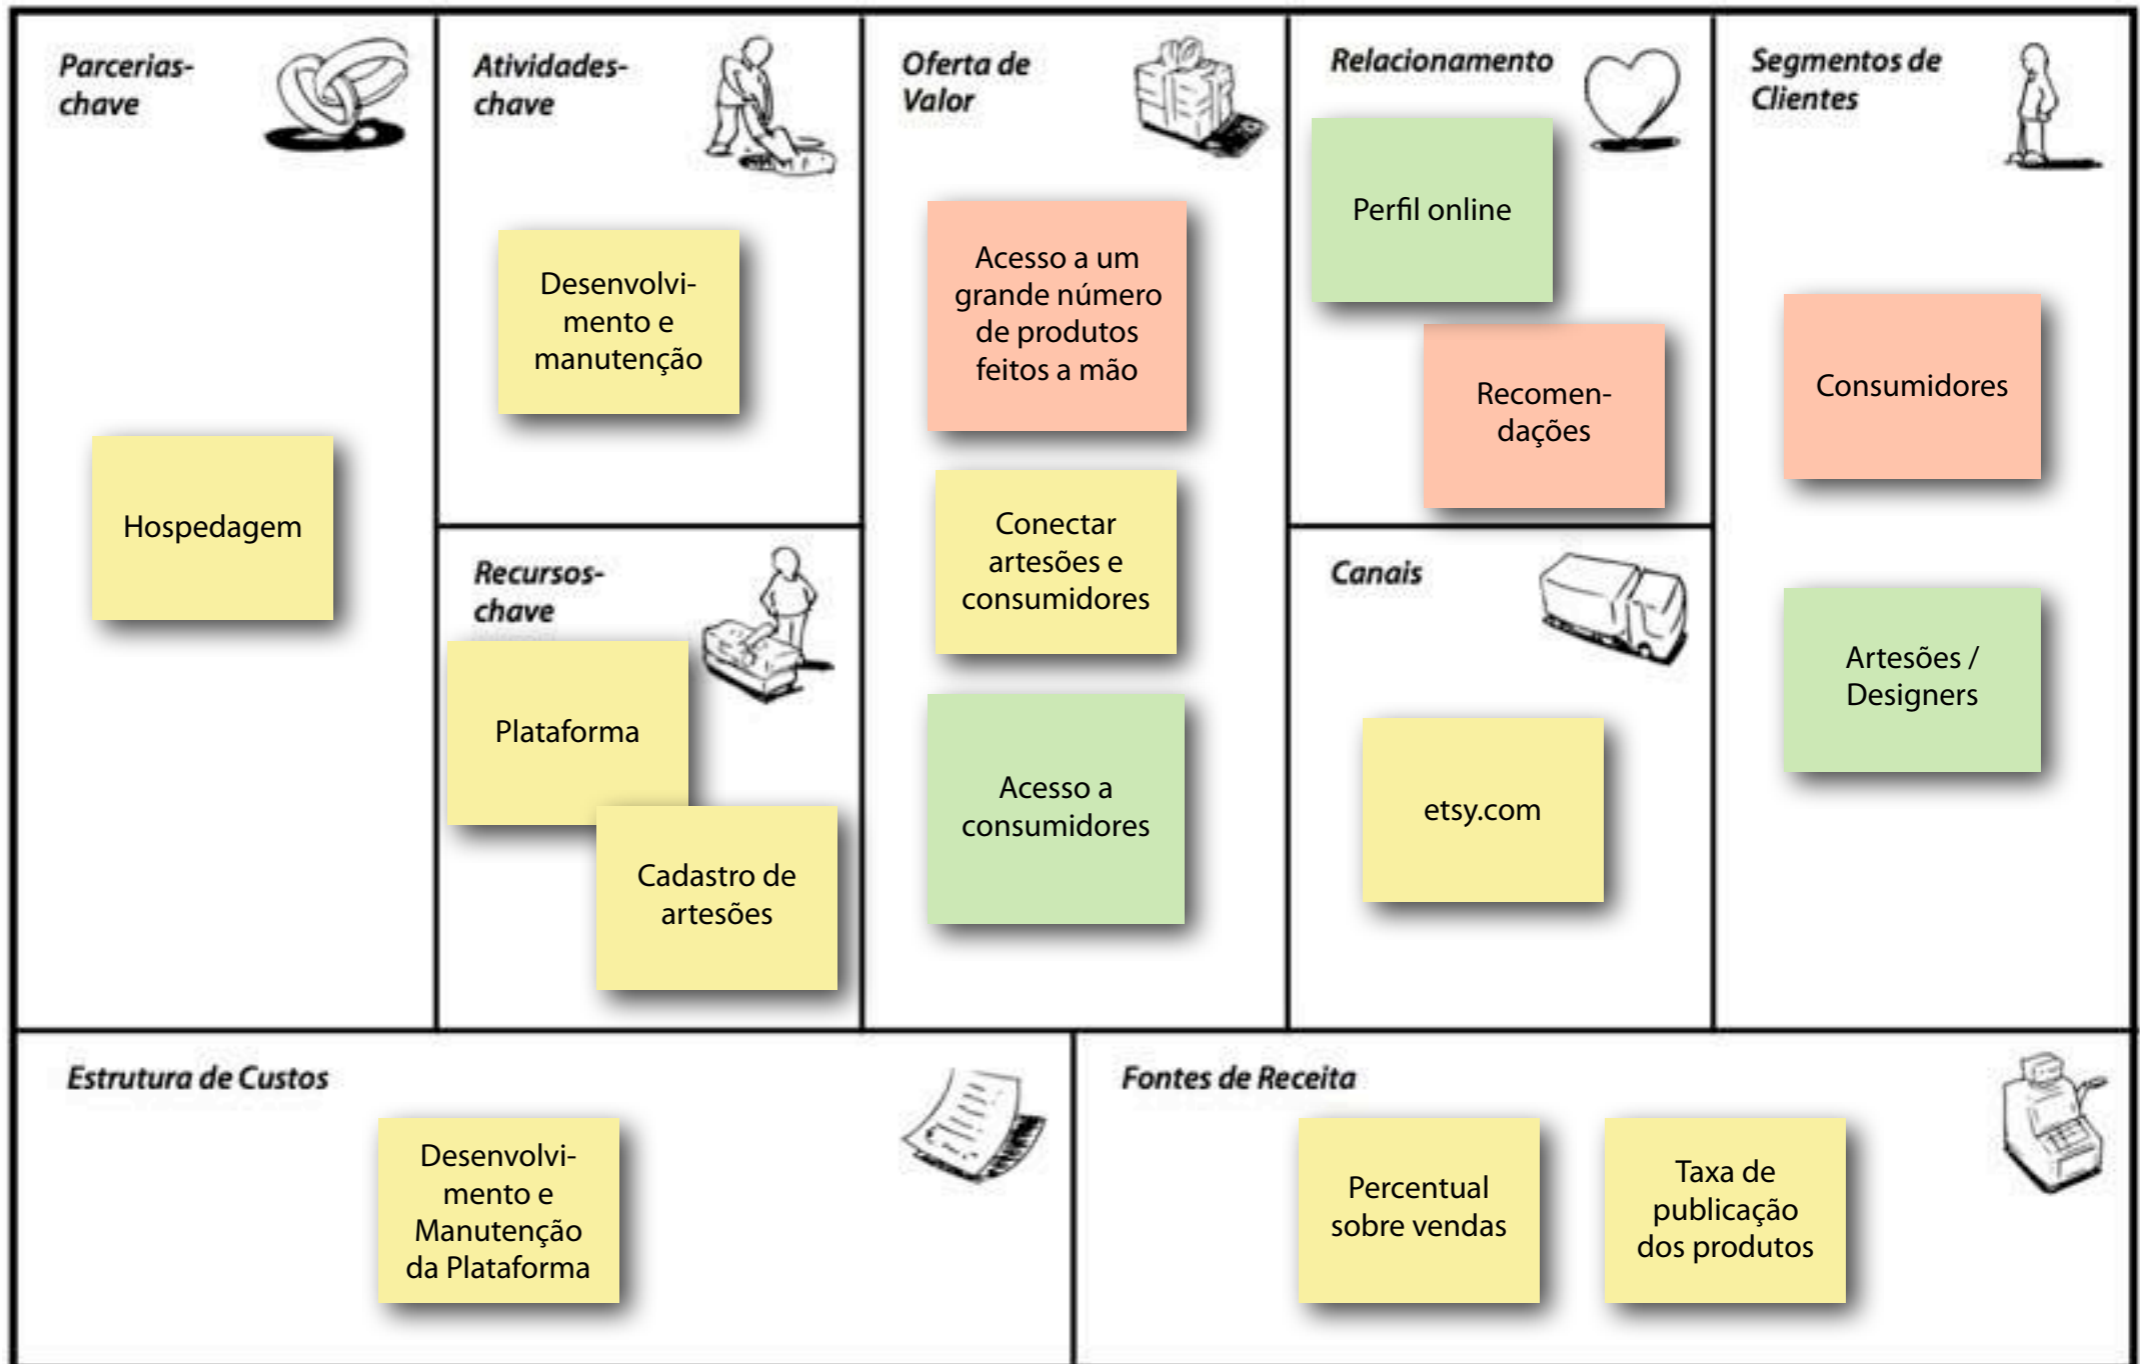 Parcerias-
chave
Hospedagem
Atividades-
chave
Desenvolvi-
mento e
manutenção
Recursos-
chave
Plataforma
Cadastro de
artesões
Oferta de
Valor
Acesso a um
grande número
de produtos
feitos a mão
Conectar
artesões e
consumidores
Acesso a
consumidores
Relacionamento
Perfil online
Recomen-
dações
Canais
etsy.com
Segmentos de
Clientes
Consumidores
Artesões /
Designers
Estrutura de Custos
Desenvolvi-
mento e
Manutenção
da Plataforma
Fontes de Receita
Percentual
sobre vendas
Taxa de
publicação
dos produtos